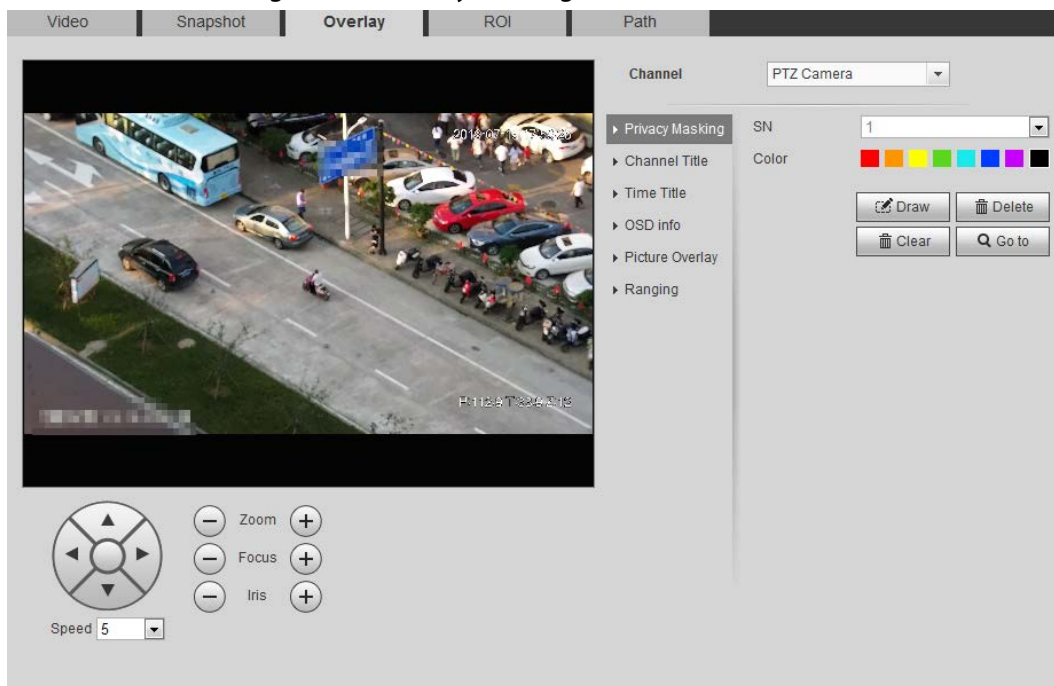 Video Snapshot Overlay ROI Path
Channel PTZ Camera
Privacy Masking
Channel Title
Time Title
OSD info
Picture Overlay
Ranging
SN 1
Color
Draw Delete
Clear Go to
Zoom
Focus
Iris
Speed 5